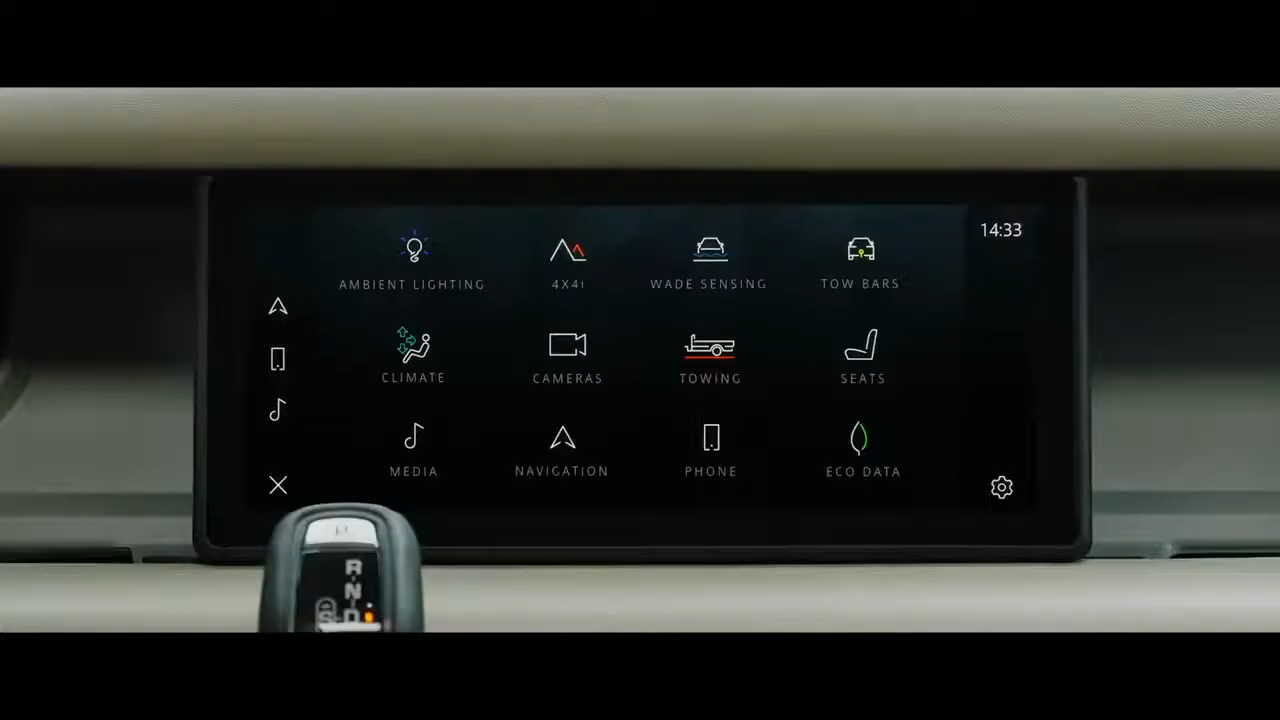 14:33
AMBIENT LIGHTING
4X4i
WADE SENSING
TOW BARS
CLIMATE
CAMERAS
TOWING
SEATS
MEDIA
NAVIGATION
PHONE
ECO DATA
P
R
N
S D